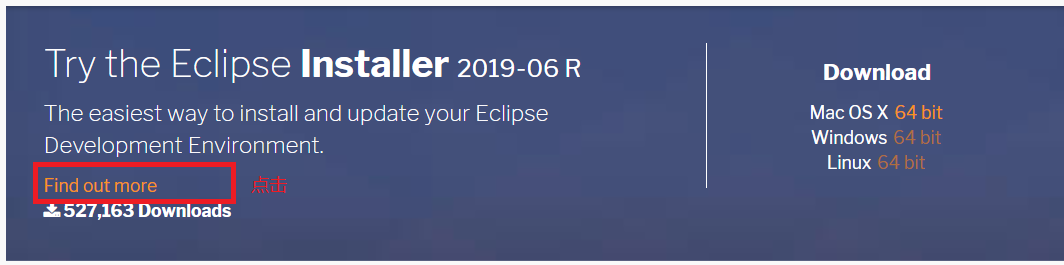 Try the Eclipse Installer 2019-06 R
The easiest way to install and update your Eclipse
Development Environment.
Find out more 点击
527,163 Downloads
Download
Mac OS X 64 bit
Windows 64 bit
Linux 64 bit